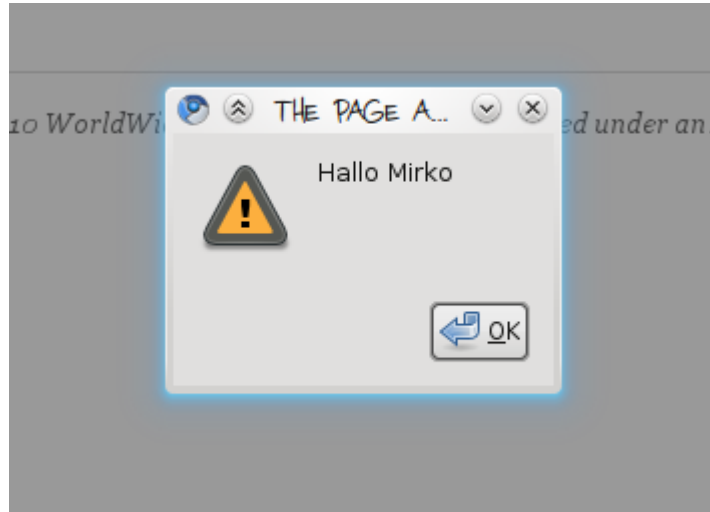 THE PAGE A...
10 WorldWi
ed under an
Hallo Mirko
OK